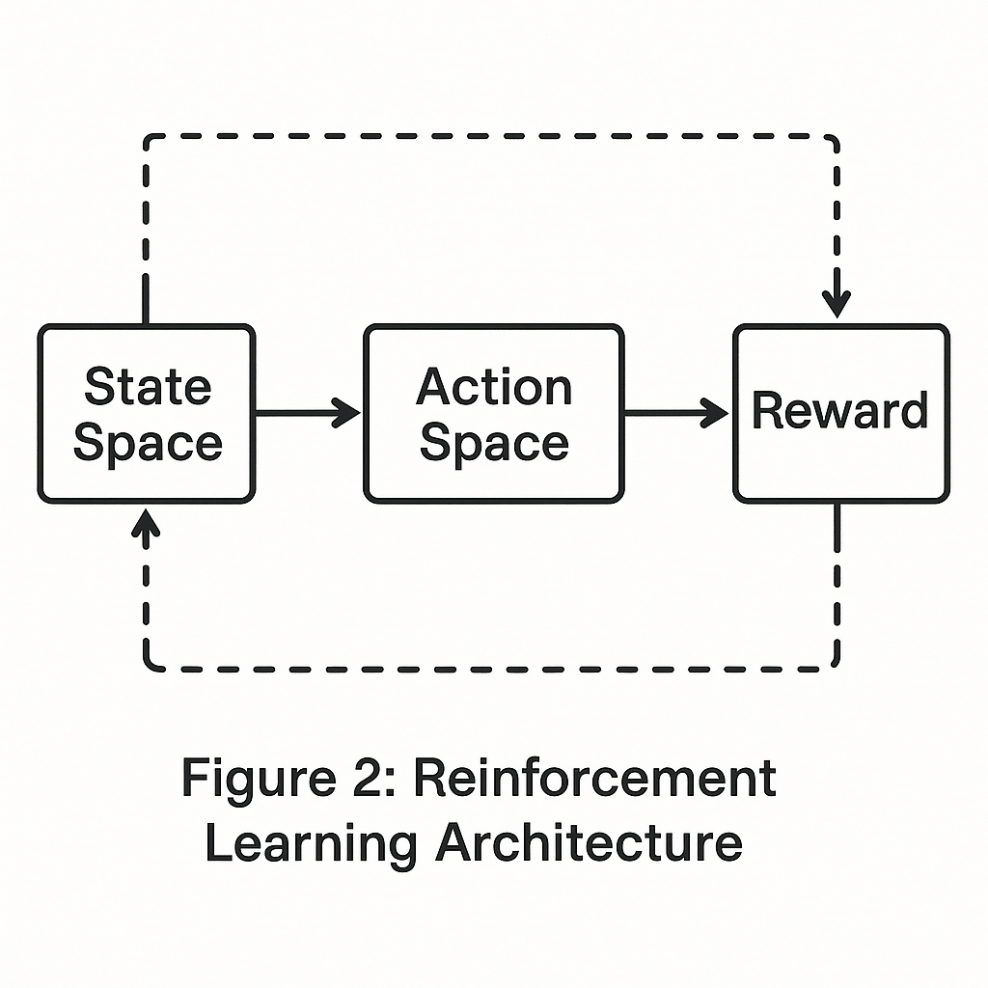 State
Space
Action
Space
Reward
Figure 2: Reinforcement
Learning Architecture